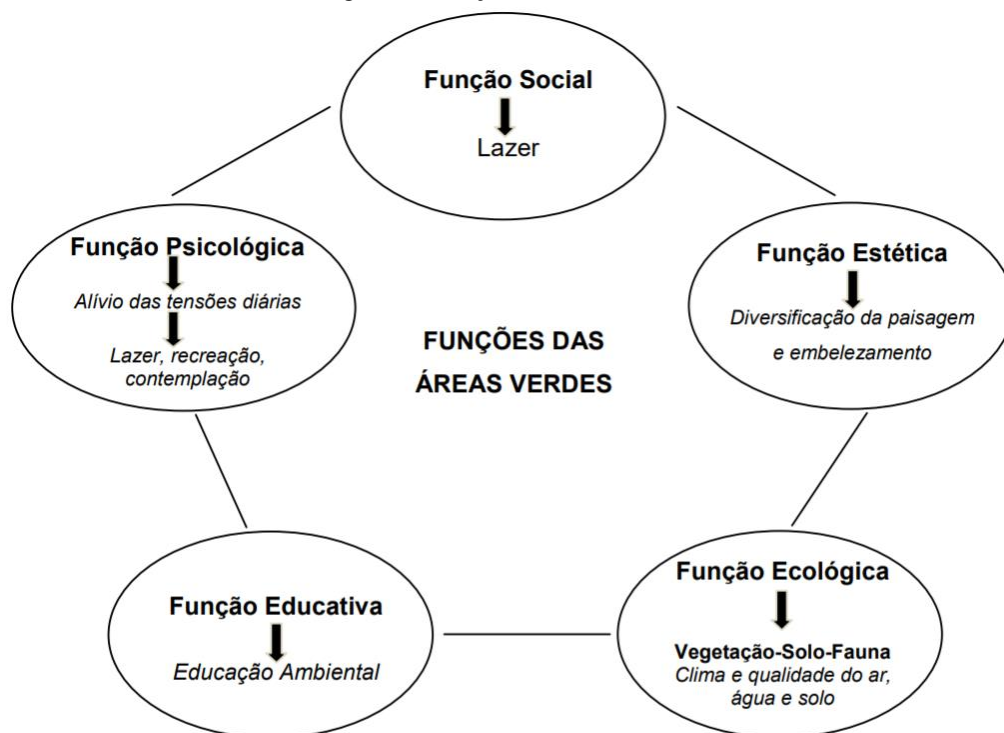 Função Social
Lazer
Função Psicológica
Alívio das tensões diárias
Lazer, recreação,
contemplação
Função Estética
Diversificação da paisagem
e embelezamento
FUNÇÕES DAS
ÁREAS VERDES
Função Educativa
Educação Ambiental
Função Ecológica
Vegetação-Solo-Fauna
Clima e qualidade do ar,
água e solo